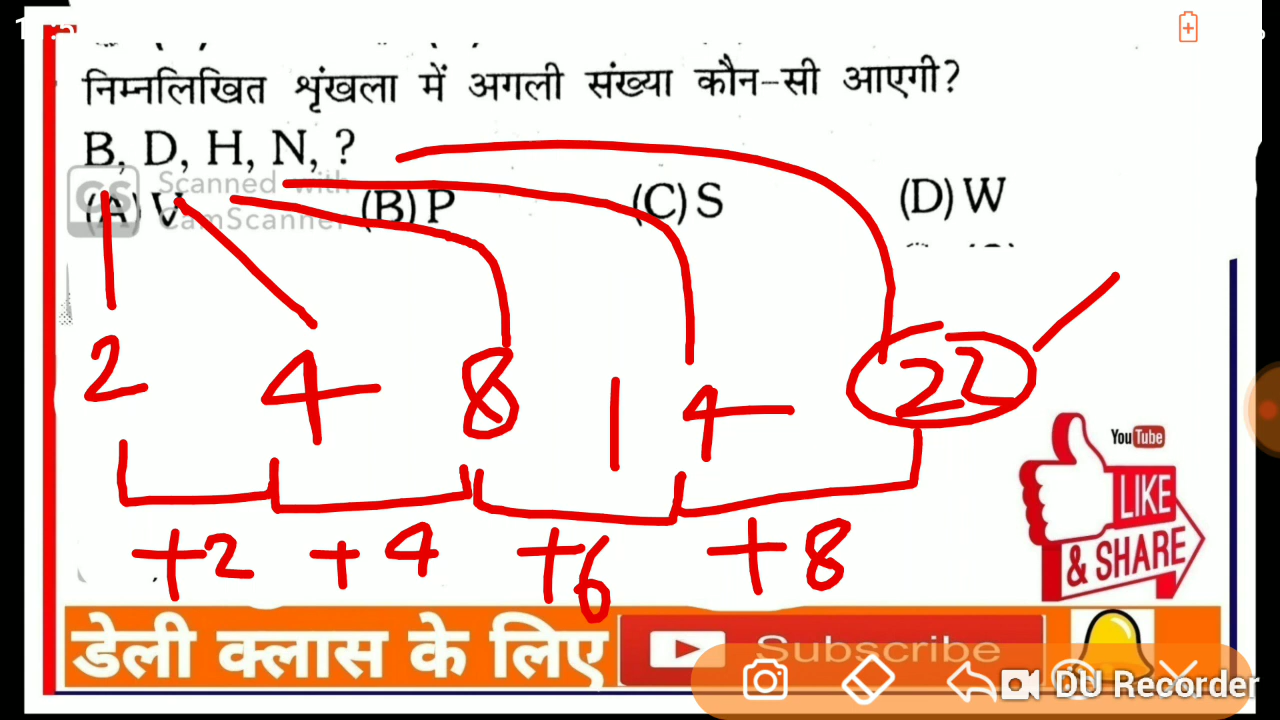 निम्नलिखित श्रृंखला में अगली संख्या कौन-सी आएगी?
B, D, H, N, ?
CS Scanned with CamScanner
(A) V (B) P (C) S (D) W
2 4 8 14 22
+2 +4 +6 +8
YouTube
LIKE
& SHARE
डेली क्लास के लिए
Subscribe
DU Recorder